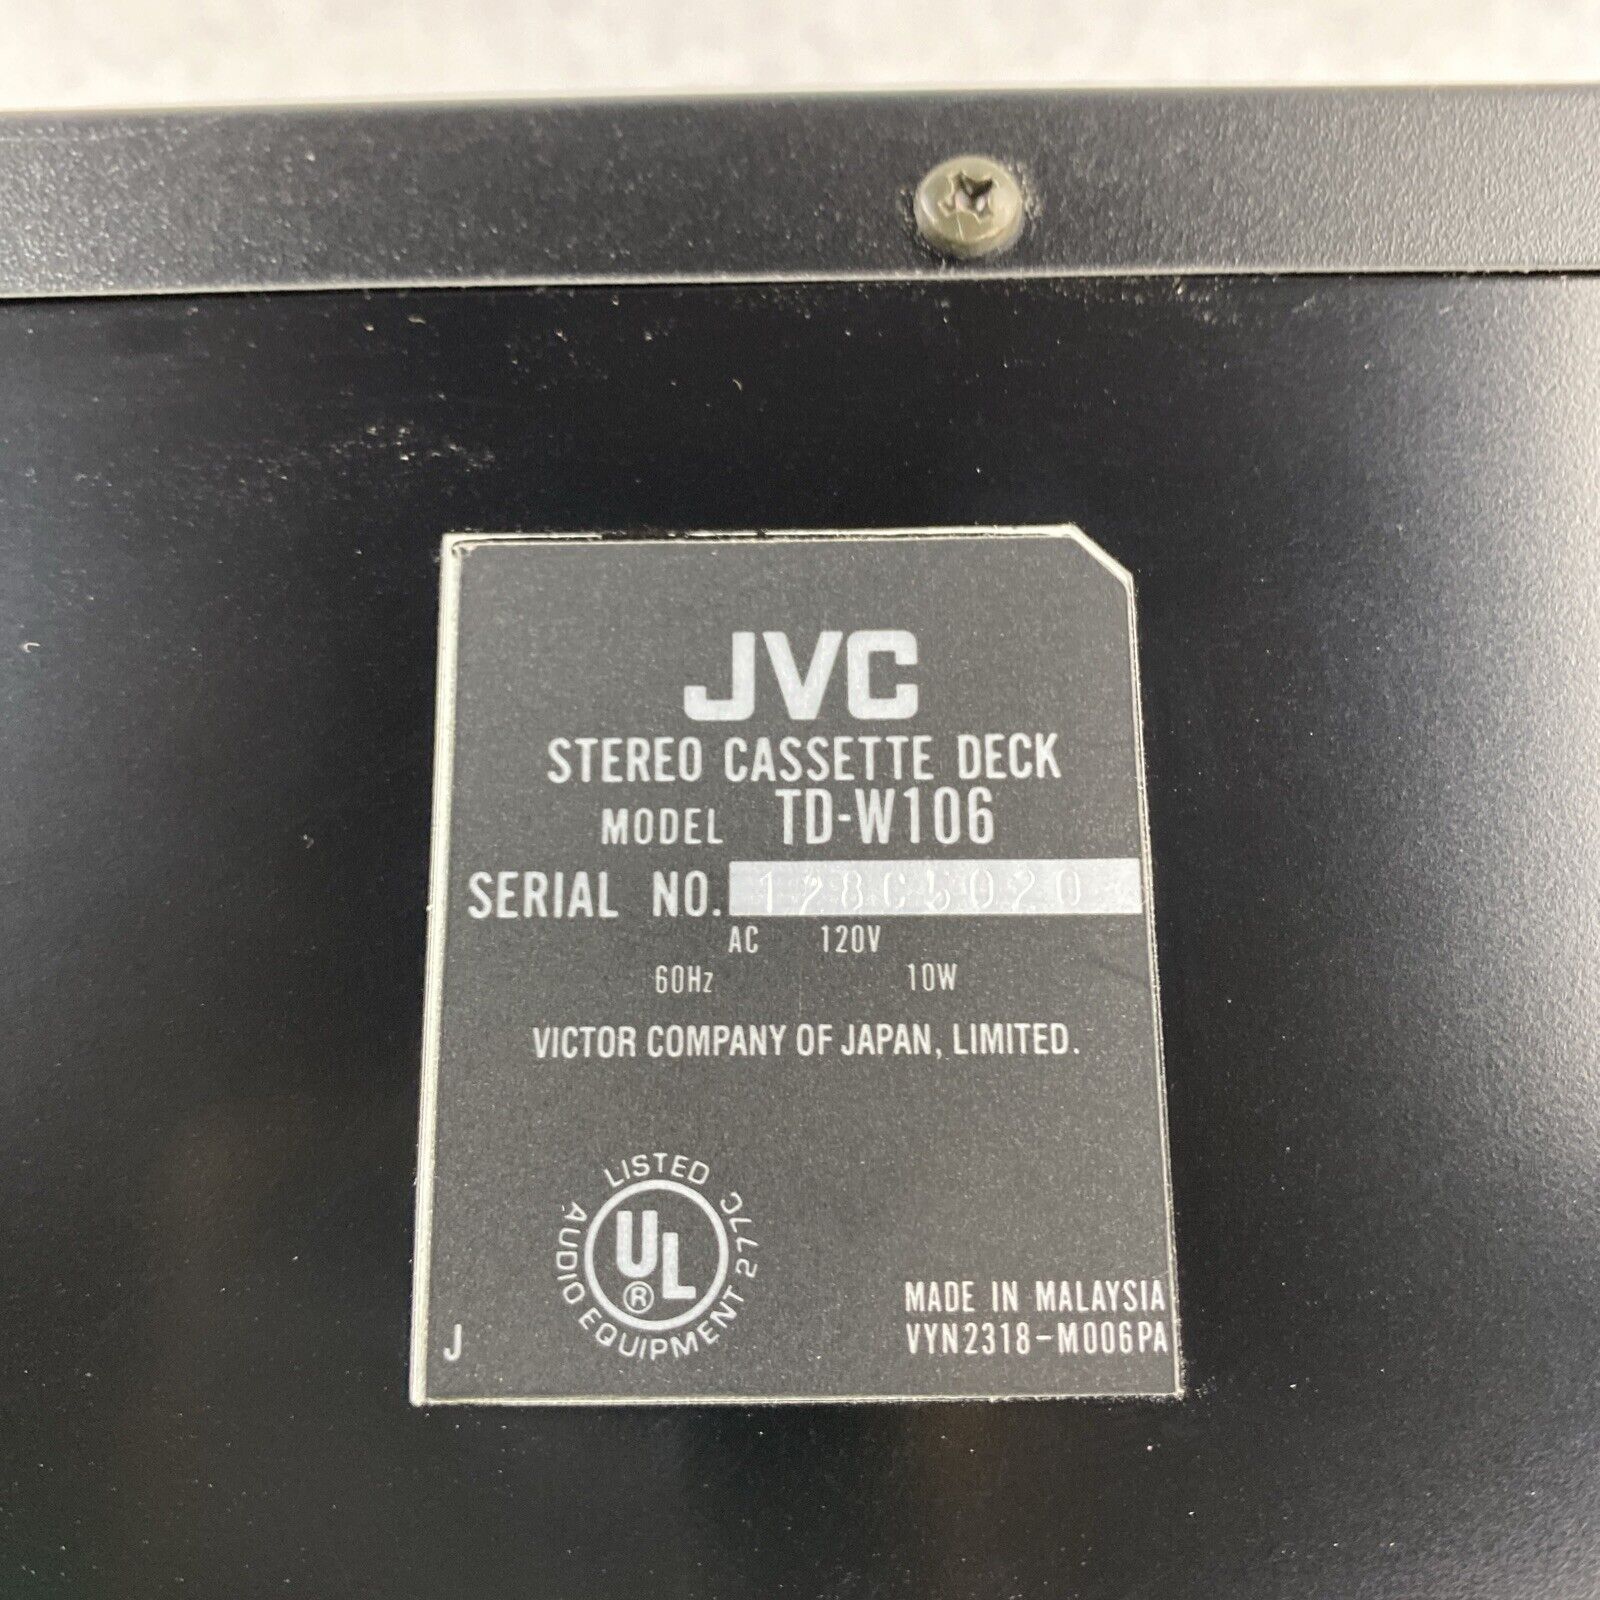 JVC
STEREO CASSETTE DECK
MODEL TD-W106
SERIAL NO. 128C5020
AC 120V
60Hz 10W
VICTOR COMPANY OF JAPAN, LIMITED.
LISTED
AUDIO EQUIPMENT 277C
UL
®
J
MADE IN MALAYSIA
VYN2318-M006PA